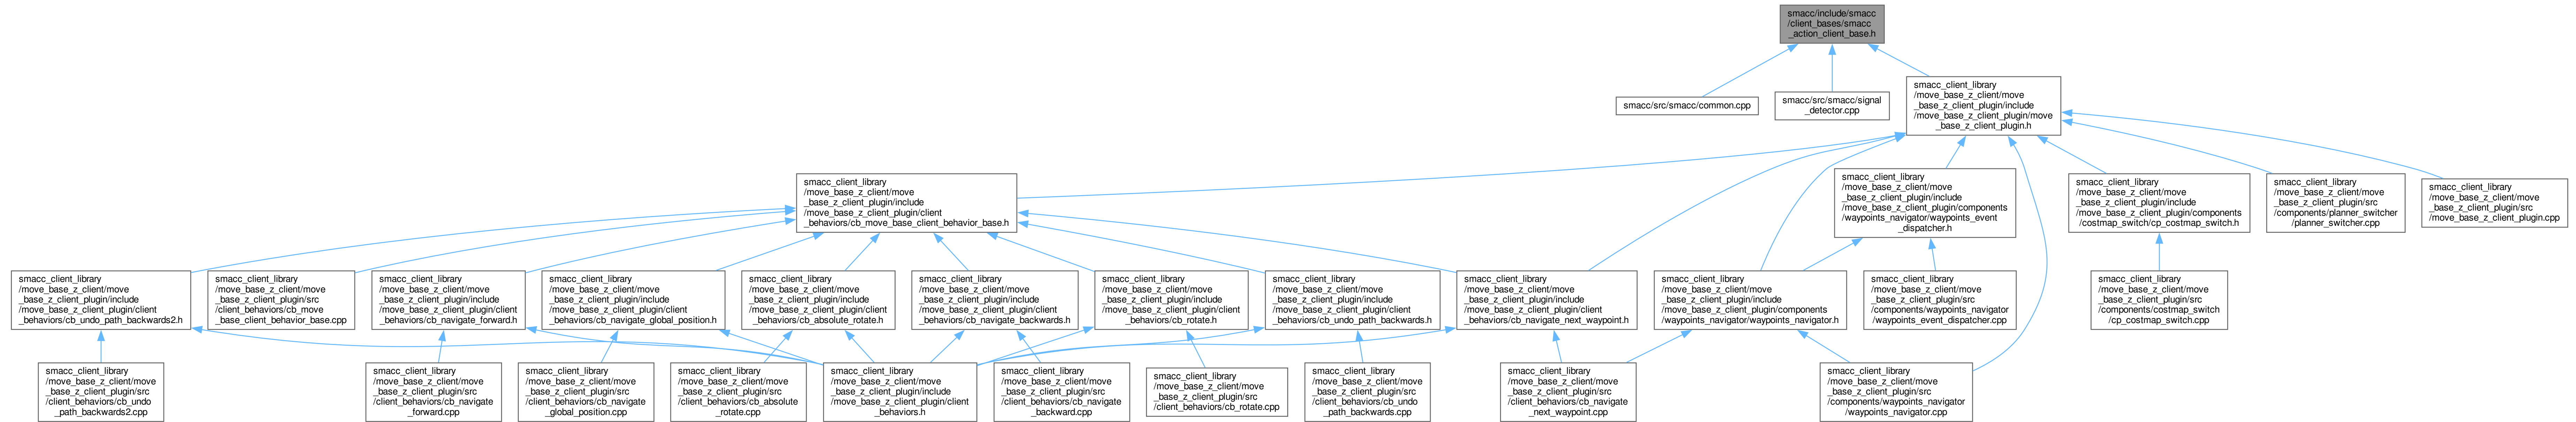 smacc/include/smacc
/client_bases/smacc
_action_client_base.h
smacc/src/smacc/common.cpp
smacc/src/smacc/signal
_detector.cpp
smacc_client_library
/move_base_z_client/move
_base_z_client_plugin/include
/move_base_z_client_plugin/move
_base_z_client_plugin.h
smacc_client_library
/move_base_z_client/move
_base_z_client_plugin/include
/move_base_z_client_plugin/client
_behaviors/cb_move_base_client_behavior_base.h
smacc_client_library
/move_base_z_client/move
_base_z_client_plugin/include
/move_base_z_client_plugin/components
/waypoints_navigator/waypoints_event
_dispatcher.h
smacc_client_library
/move_base_z_client/move
_base_z_client_plugin/include
/move_base_z_client_plugin/components
/costmap_switch/cp_costmap_switch.h
smacc_client_library
/move_base_z_client/move
_base_z_client_plugin/src
/components/planner_switcher
/planner_switcher.cpp
smacc_client_library
/move_base_z_client/move
_base_z_client_plugin/src
/move_base_z_client_plugin.cpp
smacc_client_library
/move_base_z_client/move
_base_z_client_plugin/include
/move_base_z_client_plugin/client
_behaviors/cb_undo_path_backwards2.h
smacc_client_library
/move_base_z_client/move
_base_z_client_plugin/src
/client_behaviors/cb_move
_base_client_behavior_base.cpp
smacc_client_library
/move_base_z_client/move
_base_z_client_plugin/include
/move_base_z_client_plugin/client
_behaviors/cb_navigate_forward.h
smacc_client_library
/move_base_z_client/move
_base_z_client_plugin/include
/move_base_z_client_plugin/client
_behaviors/cb_navigate_global_position.h
smacc_client_library
/move_base_z_client/move
_base_z_client_plugin/include
/move_base_z_client_plugin/client
_behaviors/cb_absolute_rotate.h
smacc_client_library
/move_base_z_client/move
_base_z_client_plugin/include
/move_base_z_client_plugin/client
_behaviors/cb_navigate_backwards.h
smacc_client_library
/move_base_z_client/move
_base_z_client_plugin/include
/move_base_z_client_plugin/client
_behaviors/cb_rotate.h
smacc_client_library
/move_base_z_client/move
_base_z_client_plugin/include
/move_base_z_client_plugin/client
_behaviors/cb_undo_path_backwards.h
smacc_client_library
/move_base_z_client/move
_base_z_client_plugin/include
/move_base_z_client_plugin/client
_behaviors/cb_navigate_next_waypoint.h
smacc_client_library
/move_base_z_client/move
_base_z_client_plugin/include
/move_base_z_client_plugin/components
/waypoints_navigator/waypoints_navigator.h
smacc_client_library
/move_base_z_client/move
_base_z_client_plugin/src
/components/waypoints_navigator
/waypoints_event_dispatcher.cpp
smacc_client_library
/move_base_z_client/move
_base_z_client_plugin/src
/components/costmap_switch
/cp_costmap_switch.cpp
smacc_client_library
/move_base_z_client/move
_base_z_client_plugin/src
/client_behaviors/cb_undo
_path_backwards2.cpp
smacc_client_library
/move_base_z_client/move
_base_z_client_plugin/src
/client_behaviors/cb_navigate
_forward.cpp
smacc_client_library
/move_base_z_client/move
_base_z_client_plugin/src
/client_behaviors/cb_navigate
_global_position.cpp
smacc_client_library
/move_base_z_client/move
_base_z_client_plugin/src
/client_behaviors/cb_absolute
_rotate.cpp
smacc_client_library
/move_base_z_client/move
_base_z_client_plugin/include
/move_base_z_client_plugin/client
_behaviors.h
smacc_client_library
/move_base_z_client/move
_base_z_client_plugin/src
/client_behaviors/cb_navigate
_backward.cpp
smacc_client_library
/move_base_z_client/move
_base_z_client_plugin/src
/client_behaviors/cb_rotate.cpp
smacc_client_library
/move_base_z_client/move
_base_z_client_plugin/src
/client_behaviors/cb_undo
_path_backwards.cpp
smacc_client_library
/move_base_z_client/move
_base_z_client_plugin/src
/client_behaviors/cb_navigate
_next_waypoint.cpp
smacc_client_library
/move_base_z_client/move
_base_z_client_plugin/src
/components/waypoints_navigator
/waypoints_navigator.cpp